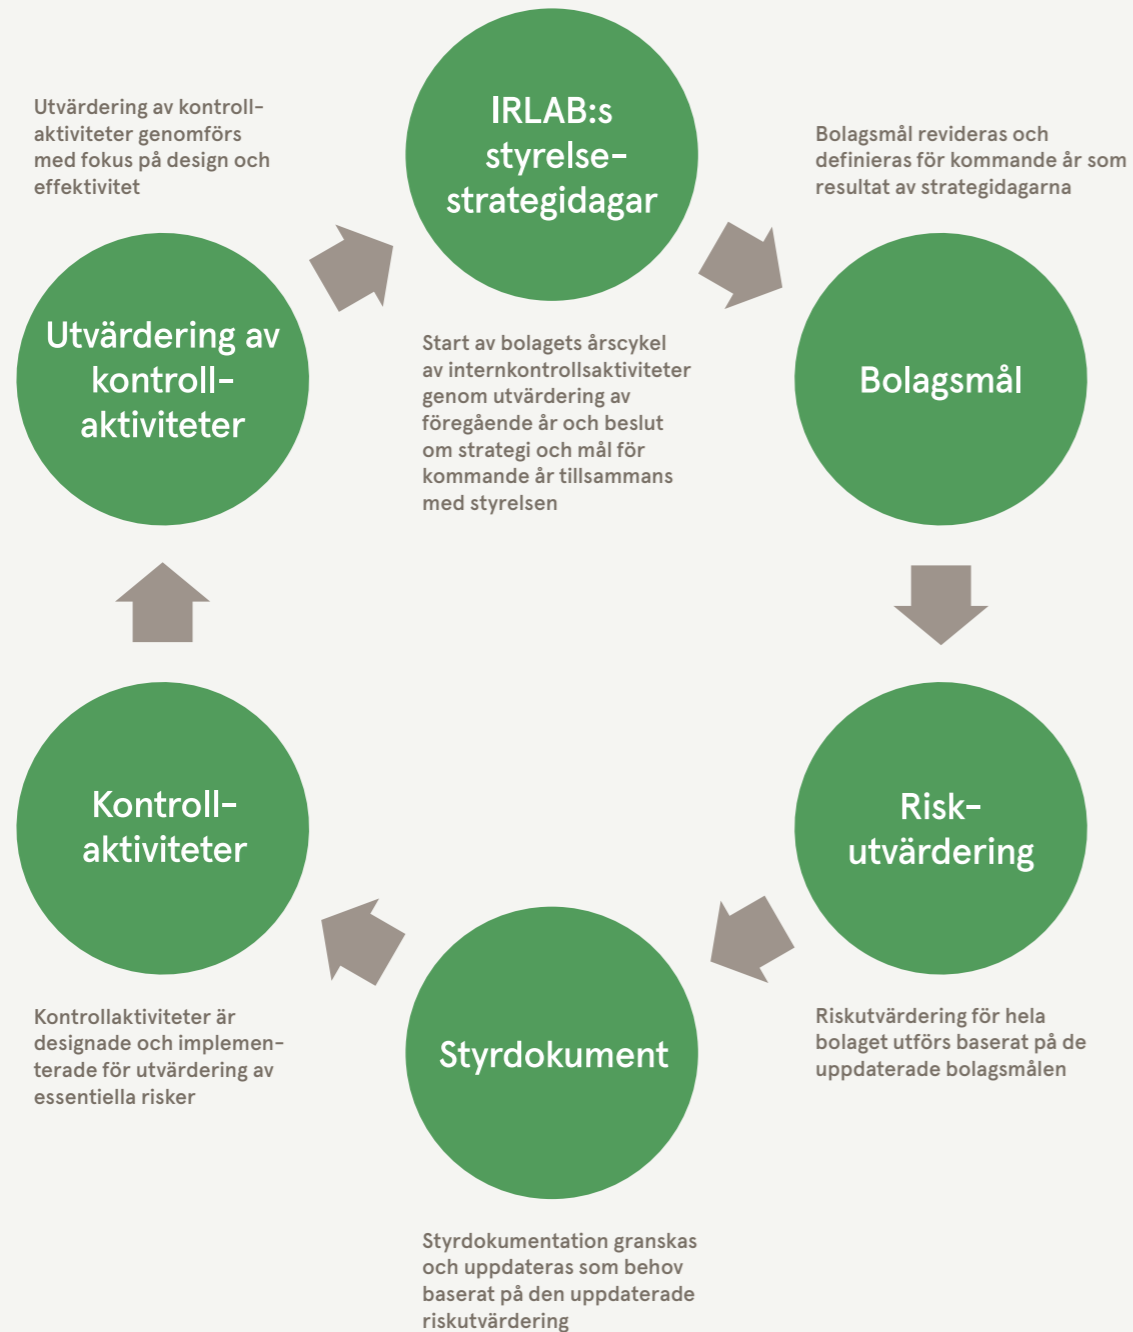 IRLAB:s
styrelse-
strategidagar
Start av bolagets årscykel
av internkontrollsaktiviteter
genom utvärdering av
föregående år och beslut
om strategi och mål för
kommande år tillsammans
med styrelsen
Bolagsmål revideras och
definieras för kommande år som
resultat av strategidagarna
Bolagsmål
Risk-
utvärdering
Riskutvärdering för hela
bolaget utförs baserat på de
uppdaterade bolagsmålen
Styrdokument
Styrdokumentation granskas
och uppdateras som behov
baserat på den uppdaterade
riskutvärdering
Kontroll-
aktiviteter
Kontrollaktiviteter är
designade och implemen-
terade för utvärdering av
essentiella risker
Utvärdering av kontroll-
aktiviteter genomförs
med fokus på design och
effektivitet
Utvärdering av
kontroll-
aktiviteter